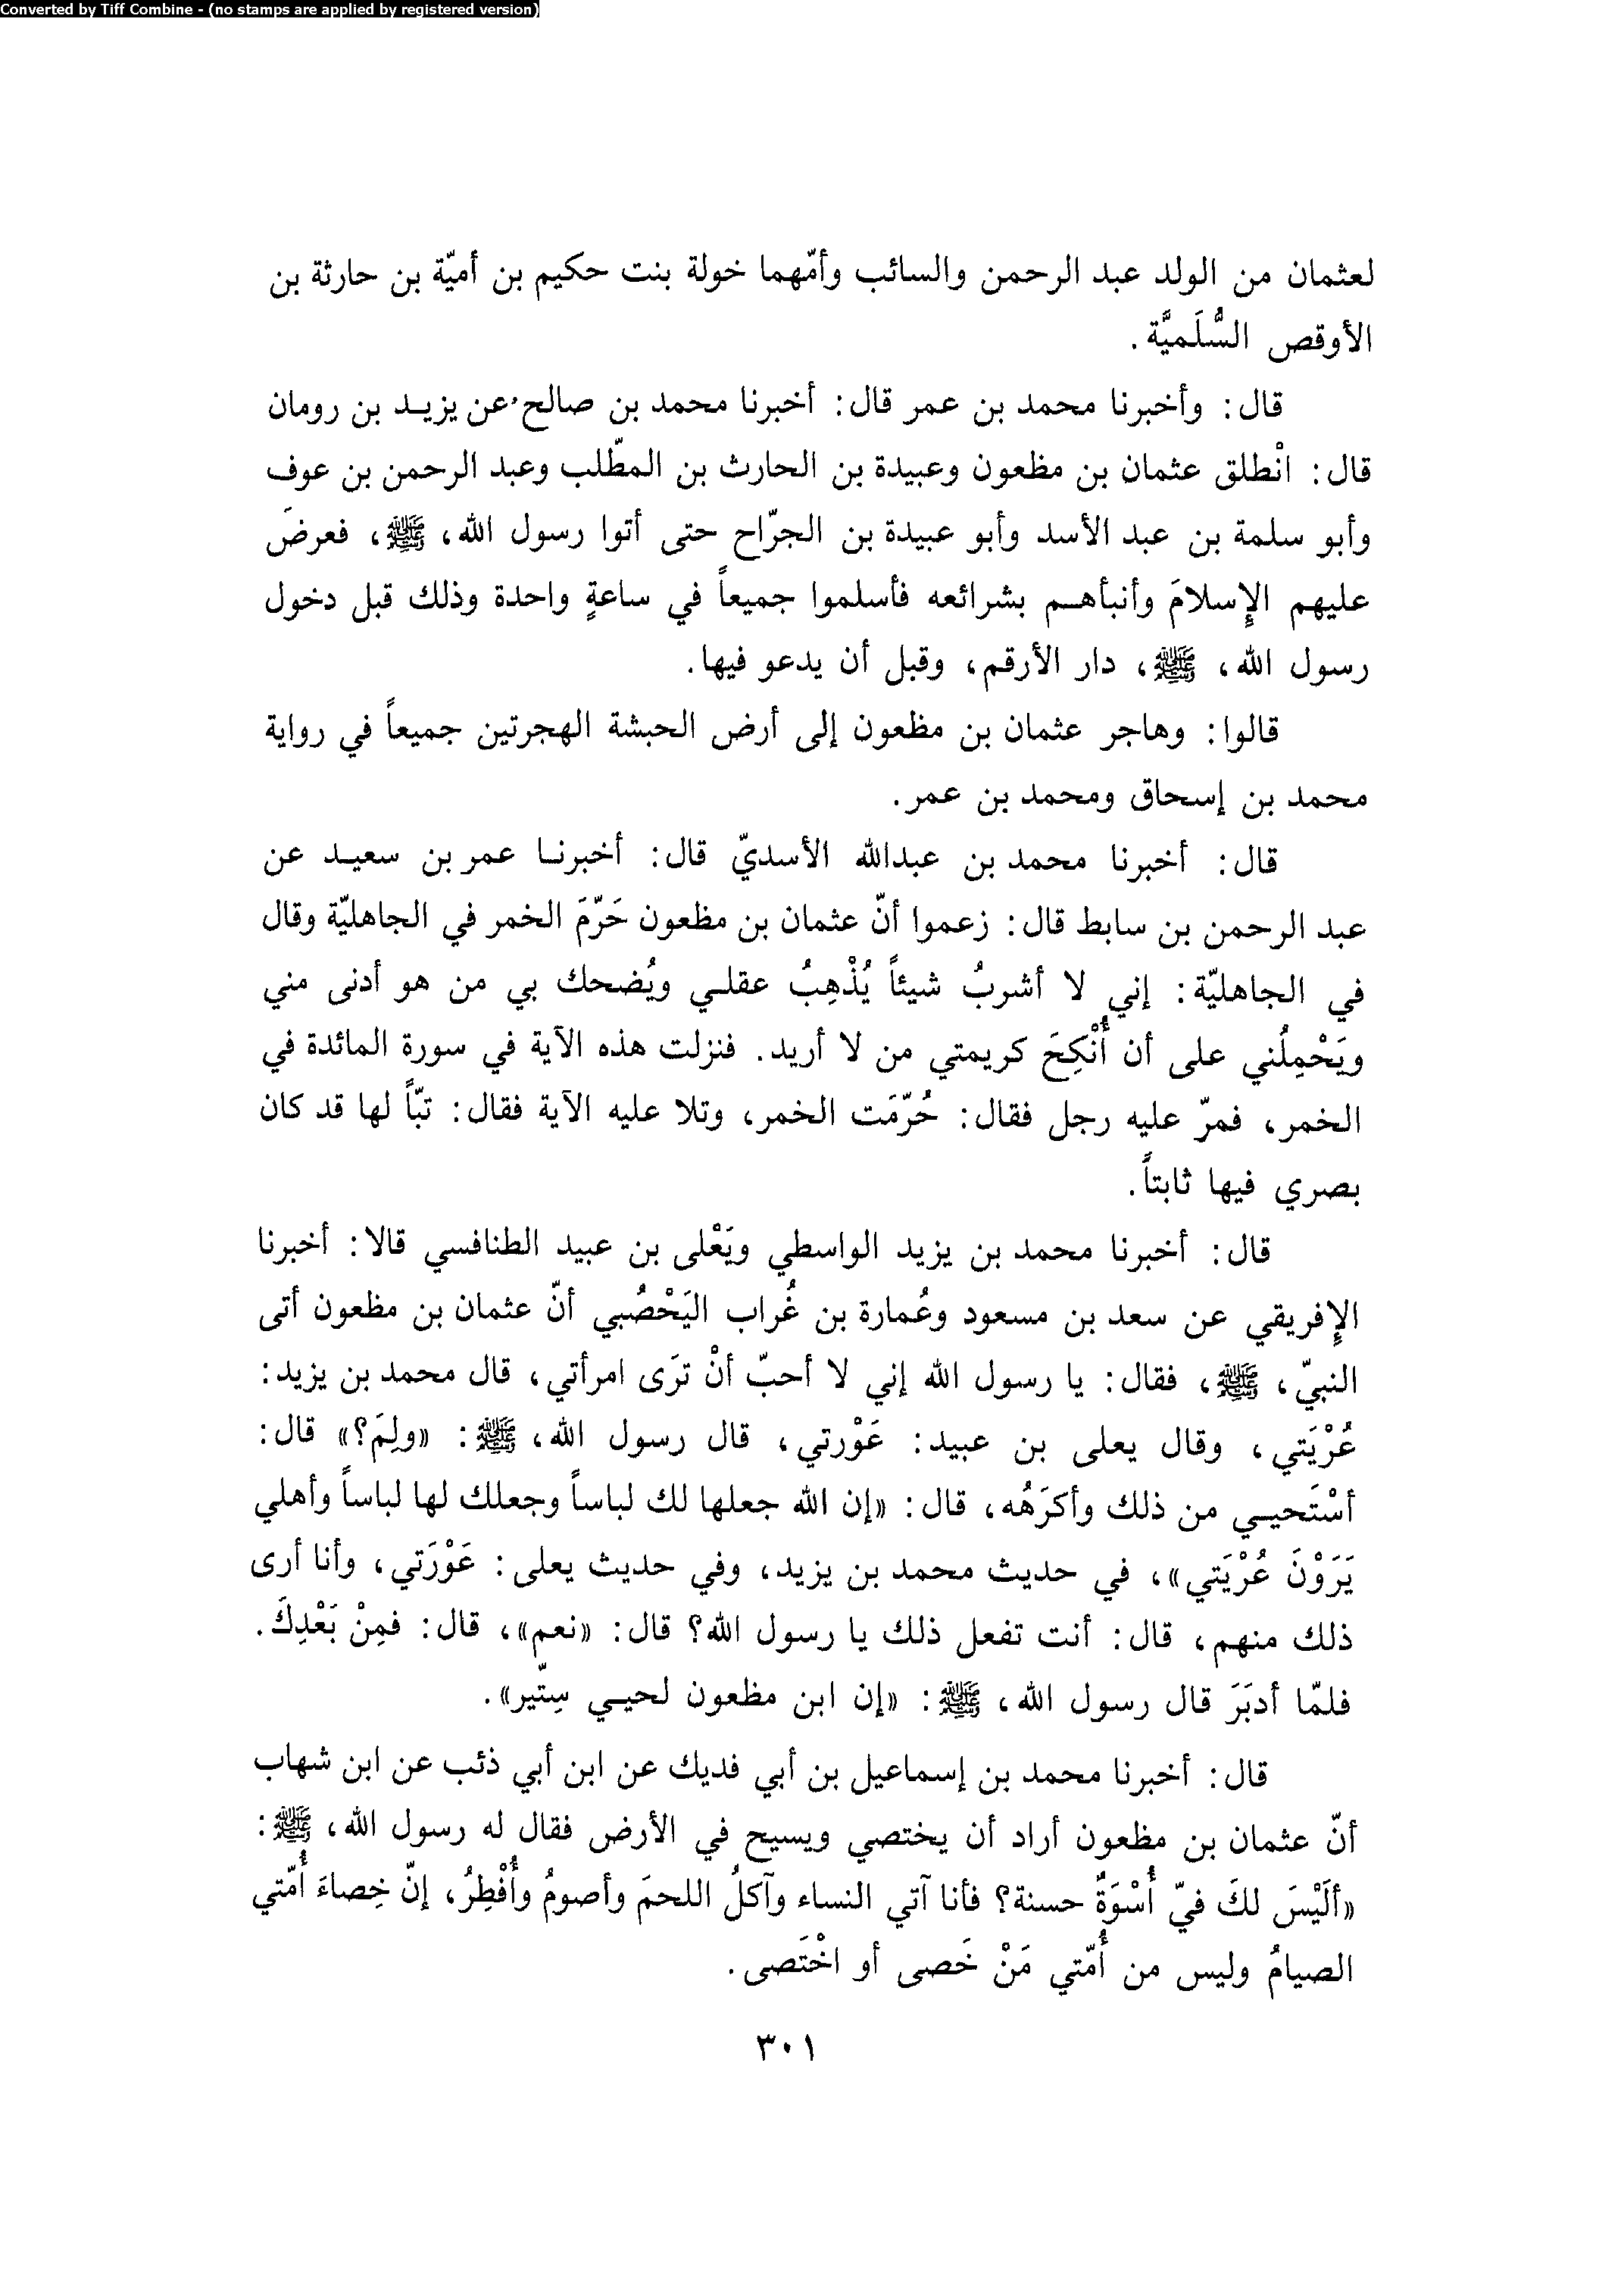 Converted by Tiff Combine - (no stamps are applied by registered version)
لعثمان من الولد عبد الرحمن والسائب وأمّهما خولة بنت حكيم بن أميّة بن حارثة بن
الأوقص السُّلَميَّة .
قال: وأخبرنا محمد بن عمر قال: أخبرنا محمد بن صالح عن يزيد بن رومان
قال: انْطلق عثمان بن مظعون وعبيدة بن الحارث بن المطّلب وعبد الرحمن بن عوف
وأبو سلمة بن عبد الأسد وأبو عبيدة بن الجرّاح حتى أتوا رسول الله، ﷺ، فعرضَ
عليهم الإِسلامَ وأنبأهم بشرائعه فأسلموا جميعاً في ساعةٍ واحدة وذلك قبل دخول
رسول الله، ﷺ، دار الأرقم، وقبل أن يدعو فيها.
قالوا: وهاجر عثمان بن مظعون إلى أرض الحبشة الهجرتين جميعاً في رواية
محمد بن إسحاق ومحمد بن عمر.
قال: أخبرنا محمد بن عبدالله الأسديّ قال: أخبرنا عمر بن سعيد عن
عبد الرحمن بن سابط قال: زعموا أنّ عثمان بن مظعون حَرّمَ الخمر في الجاهليّة وقال
في الجاهليّة: إني لا أشربُ شيئاً يُذْهِبُ عقلي ويُضحك بي من هو أدنى مني
ويَحْمِلُني على أن أُنْكِحَ كريمتي من لا أريد. فنزلت هذه الآية في سورة المائدة في
الخمر، فمرّ عليه رجل فقال: حُرّمَت الخمر، وتلا عليه الآية فقال: تبّاً لها قد كان
بصري فيها ثابتاً.
قال: أخبرنا محمد بن يزيد الواسطي ويَعْلى بن عبيد الطنافسي قالا: أخبرنا
الإِفريقي عن سعد بن مسعود وعُمارة بن غُراب اليَحْصُبي أنّ عثمان بن مظعون أتى
النبيّ، ﷺ، فقال: يا رسول الله إني لا أحبّ أنْ ترَى امرأتي، قال محمد بن يزيد:
عُرْيَتي، وقال يعلى بن عبيد: عَوْرتي، قال رسول الله، ﷺ: «ولِمَ؟» قال:
أسْتَحيي من ذلك وأكرَهُه، قال: «إن الله جعلها لك لباساً وجعلك لها لباساً وأهلي
يَرَوْنَ عُرْيَتي»، في حديث محمد بن يزيد، وفي حديث يعلى: عَوْرَتي، وأنا أرى
ذلك منهم، قال: أنت تفعل ذلك يا رسول الله؟ قال: «نعم»، قال: فمِنْ بَعْدِكَ.
فلمّا أدبَرَ قال رسول الله، ﷺ: «إن ابن مظعون لحيي سِتّير».
قال: أخبرنا محمد بن إسماعيل بن أبي فديك عن ابن أبي ذئب عن ابن شهاب
أنّ عثمان بن مظعون أراد أن يختصي ويسيح في الأرض فقال له رسول الله، ﷺ:
«ألَيْسَ لكَ فيّ أُسْوَةٌ حسنة؟ فأنا آتي النساء وآكلُ اللحمَ وأصومُ وأُفْطِرُ، إنّ خِصاءَ أُمّتي
الصيامُ وليس من أُمّتي مَنْ خَصى أو اخْتَصى.
٣٠١